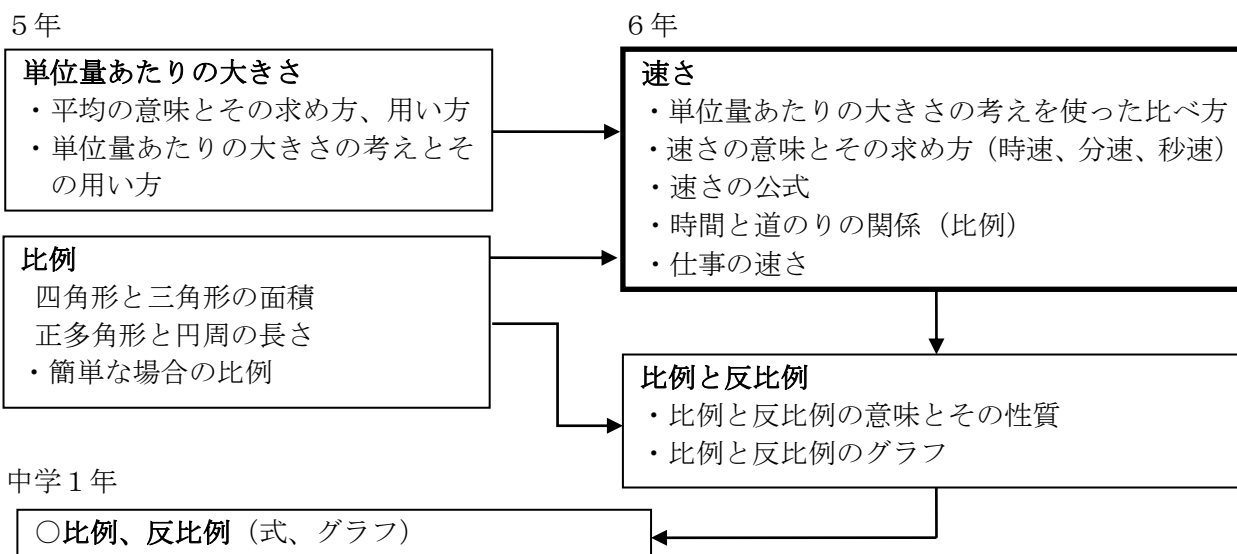 ５年
単位量あたりの大きさ
・平均の意味とその求め方、用い方
・単位量あたりの大きさの考えとそ
の用い方
比例
四角形と三角形の面積
正多角形と円周の長さ
・簡単な場合の比例
６年
速さ
・単位量あたりの大きさの考えを使った比べ方
・速さの意味とその求め方（時速、分速、秒速）
・速さの公式
・時間と道のりの関係（比例）
・仕事の速さ
比例と反比例
・比例と反比例の意味とその性質
・比例と反比例のグラフ
中学１年
○比例、反比例（式、グラフ）